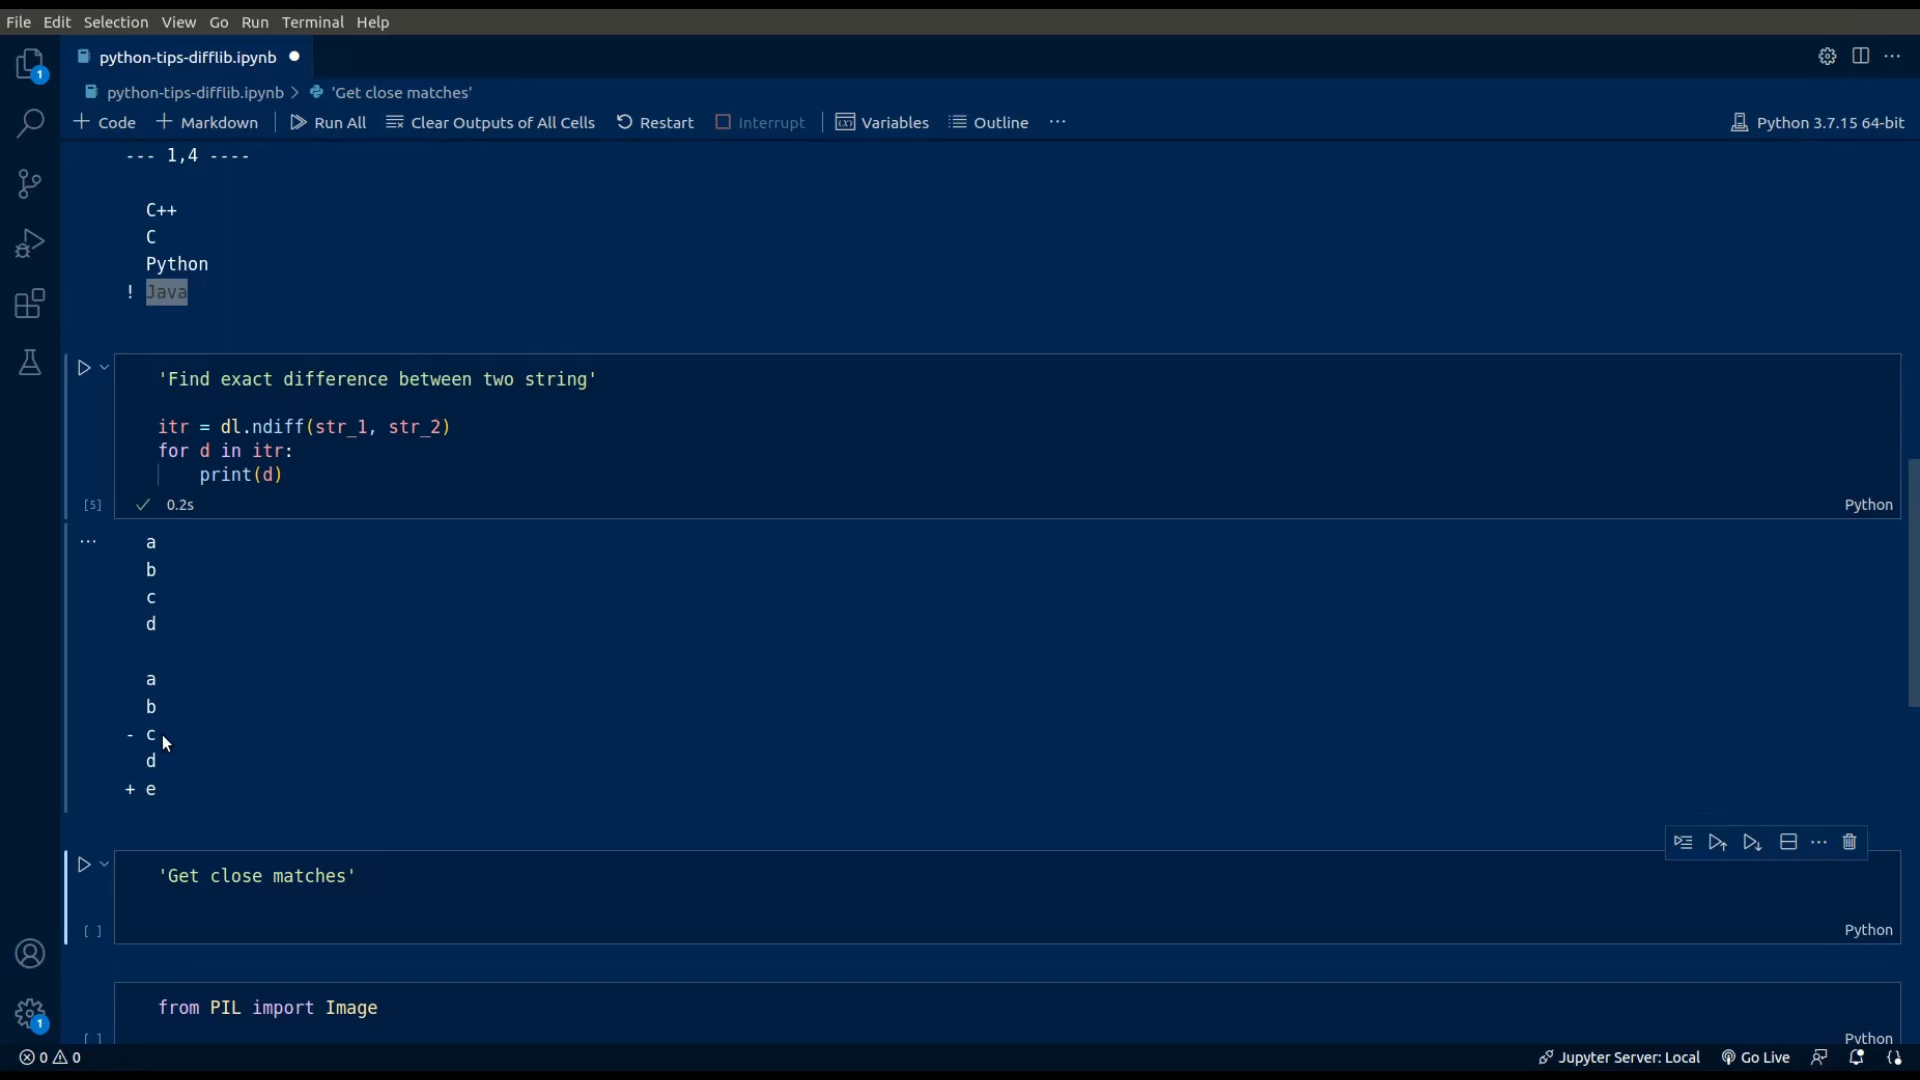 File Edit Selection View Go Run Terminal Help
python-tips-difflib.ipynb
python-tips-difflib.ipynb > 'Get close matches'
+ Code + Markdown | Run All Clear Outputs of All Cells Restart Interrupt | Variables Outline ... Python 3.7.15 64-bit
--- 1,4 ----
C++
C
Python
! Java
'Find exact difference between two string'
itr = dl.ndiff(str_1, str_2)
for d in itr:
print(d)
[5] 0.2s Python
a
b
c
d
a
b
- c
d
+ e
'Get close matches'
[ ] Python
from PIL import Image
[ ] Python
0 0 Jupyter Server: Local Go Live
1
1